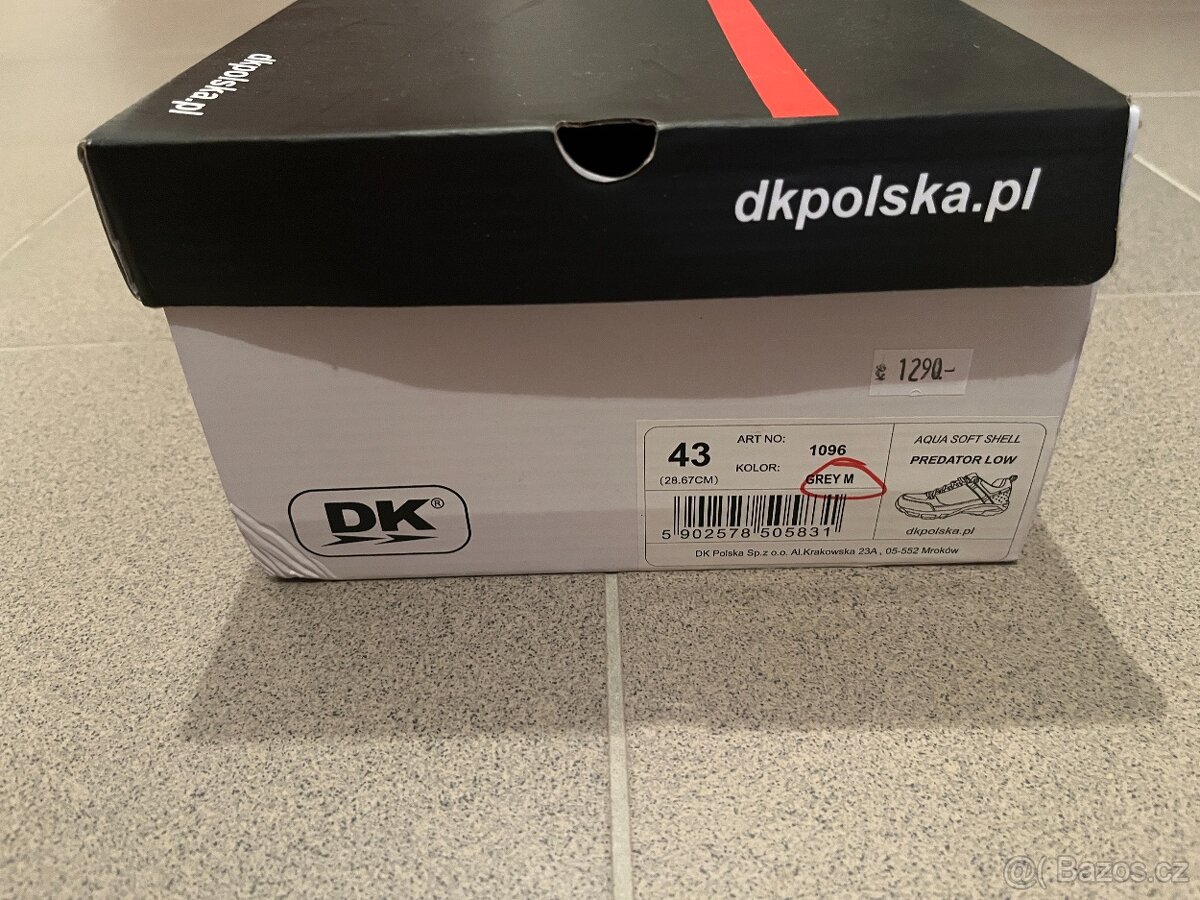 dkpolska.pl
dkpolska.pl
1290.-
43
(28.67CM)
ART NO:
1096
KOLOR:
GREY M
AQUA SOFT SHELL
PREDATOR LOW
dkpolska.pl
5 902578 505831
DK Polska Sp.z o.o. Al.Krakowska 23A , 05-552 Mroków
DK®
@( Bazos.cz